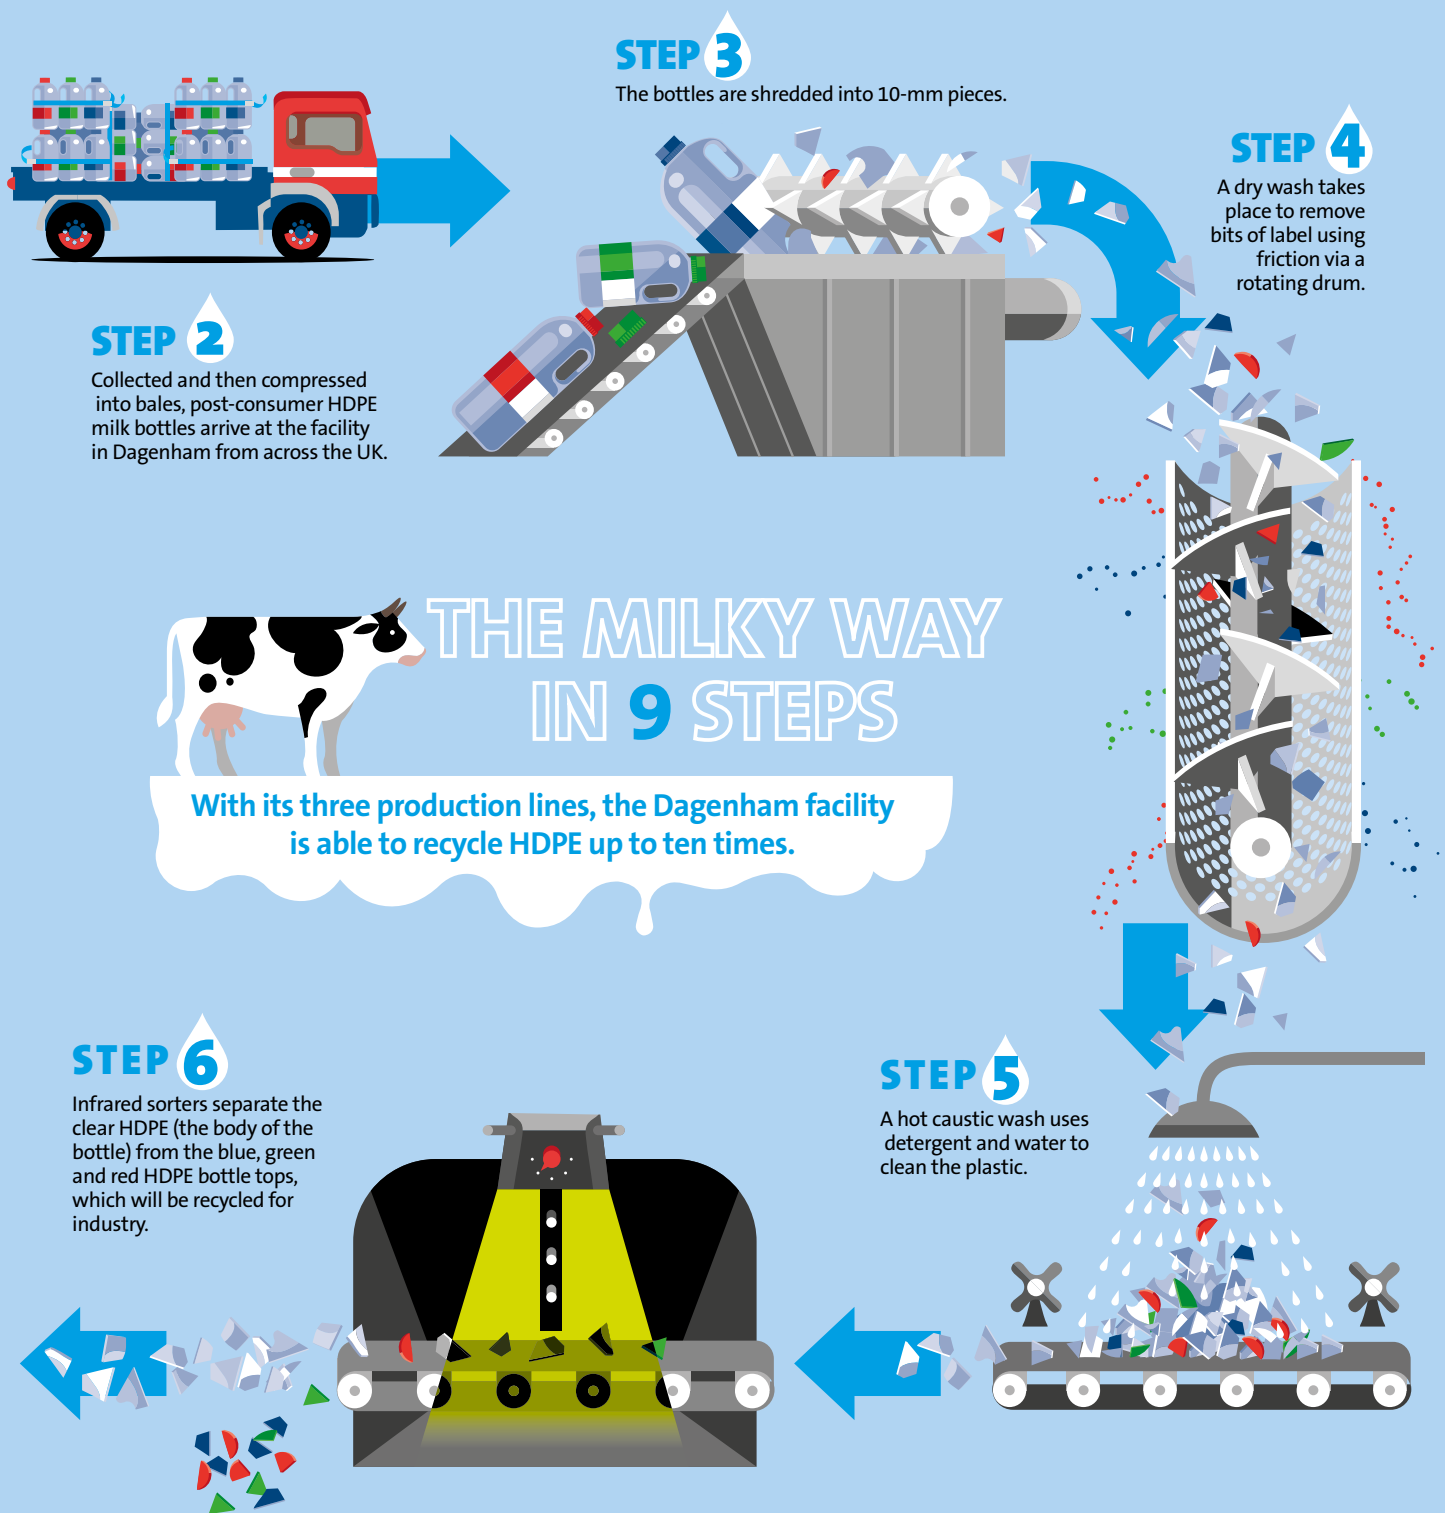 STEP 2
Collected and then compressed
into bales, post-consumer HDPE
milk bottles arrive at the facility
in Dagenham from across the UK.
STEP 3
The bottles are shredded into 10-mm pieces.
STEP 4
A dry wash takes
place to remove
bits of label using
friction via a
rotating drum.
THE MILKY WAY
IN 9 STEPS
With its three production lines, the Dagenham facility
is able to recycle HDPE up to ten times.
STEP 5
A hot caustic wash uses
detergent and water to
clean the plastic.
STEP 6
Infrared sorters separate the
clear HDPE (the body of the
bottle) from the blue, green
and red HDPE bottle tops,
which will be recycled for
industry.